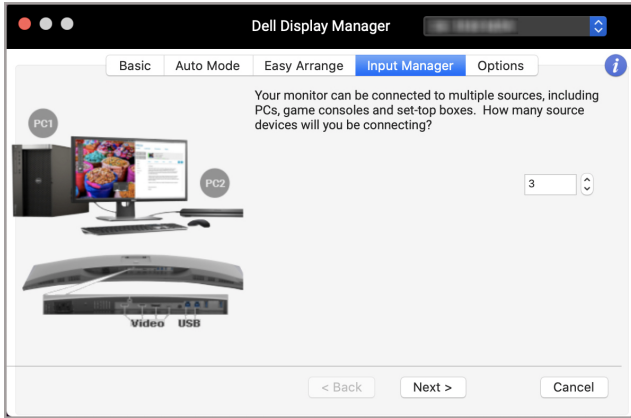 Dell Display Manager
Basic Auto Mode Easy Arrange Input Manager Options i
Your monitor can be connected to multiple sources, including
PCs, game consoles and set-top boxes. How many source
devices will you be connecting?
PC1
PC2
3
Video USB
< Back Next > Cancel